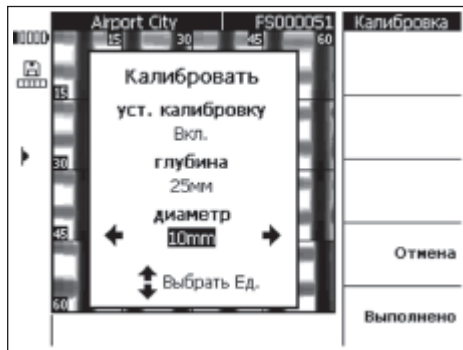 Airport City FS000051 Калибровка
15 30 45 60
15
30
45
60
Калибровать
уст. калибровку
Вкл.
глубина
25мм
диаметр
10mm
Выбрать Ед.
Отмена
Выполнено